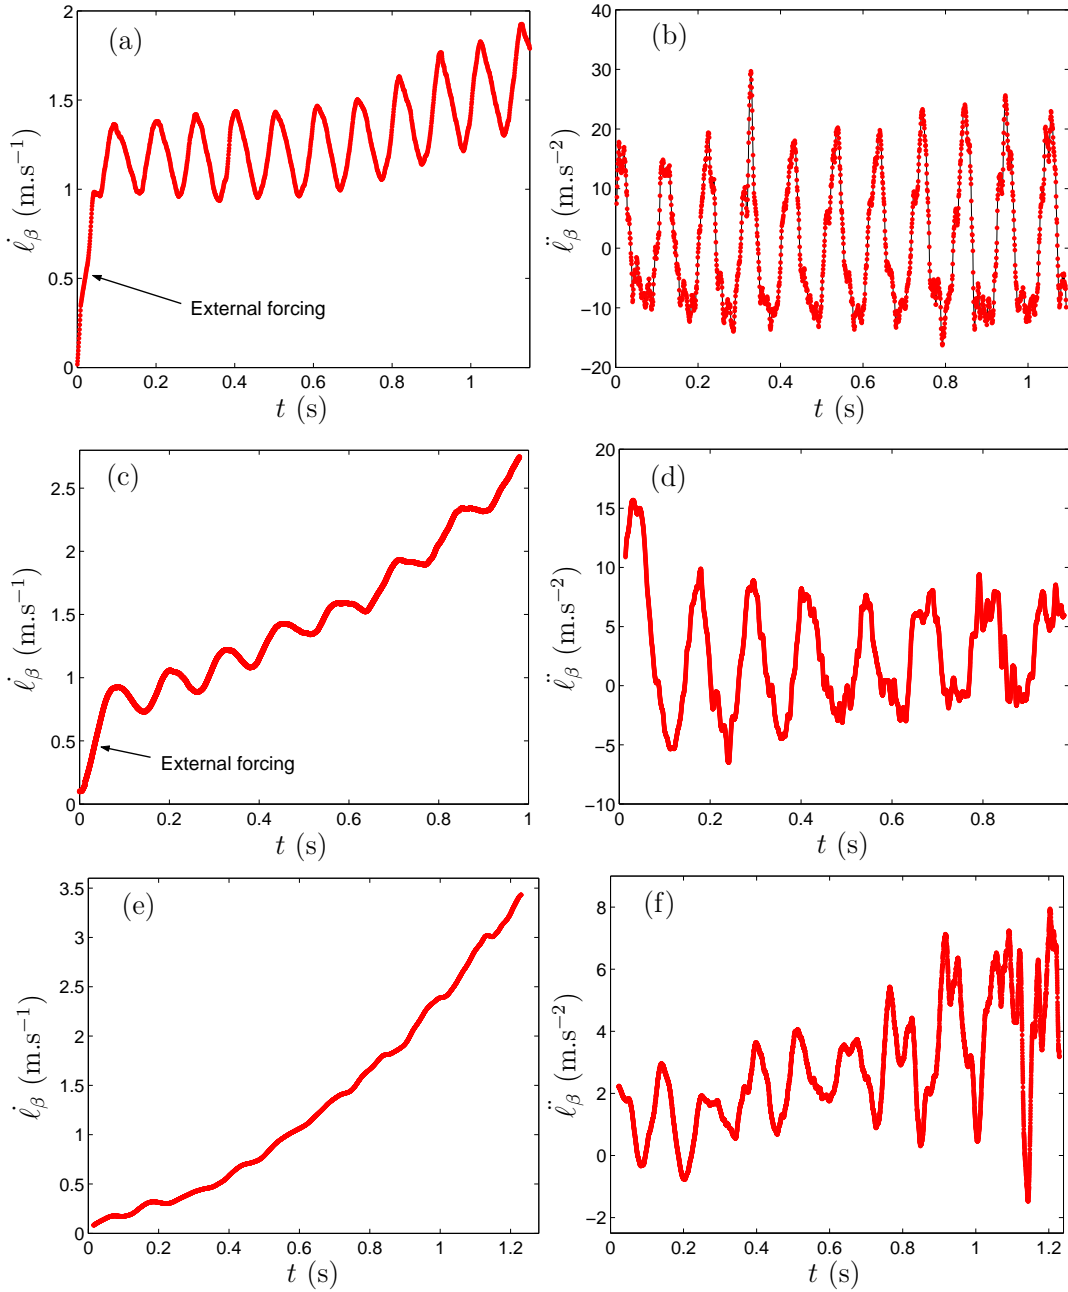 (a)
2
1.5
1
0.5
0
0 0.2 0.4 0.6 0.8 1
ℓ̇β (m.s−1)
t (s)
External forcing
(b)
40
30
20
10
0
−10
−20
0 0.2 0.4 0.6 0.8 1
ℓ̈β (m.s−2)
t (s)
(c)
2.5
2
1.5
1
0.5
0
0 0.2 0.4 0.6 0.8 1
ℓ̇β (m.s−1)
t (s)
External forcing
(d)
20
15
10
5
0
−5
−10
0 0.2 0.4 0.6 0.8
ℓ̈β (m.s−2)
t (s)
(e)
3.5
3
2.5
2
1.5
1
0.5
0
0 0.2 0.4 0.6 0.8 1 1.2
ℓ̇β (m.s−1)
t (s)
(f)
8
6
4
2
0
−2
0 0.2 0.4 0.6 0.8 1 1.2
ℓ̈β (m.s−2)
t (s)